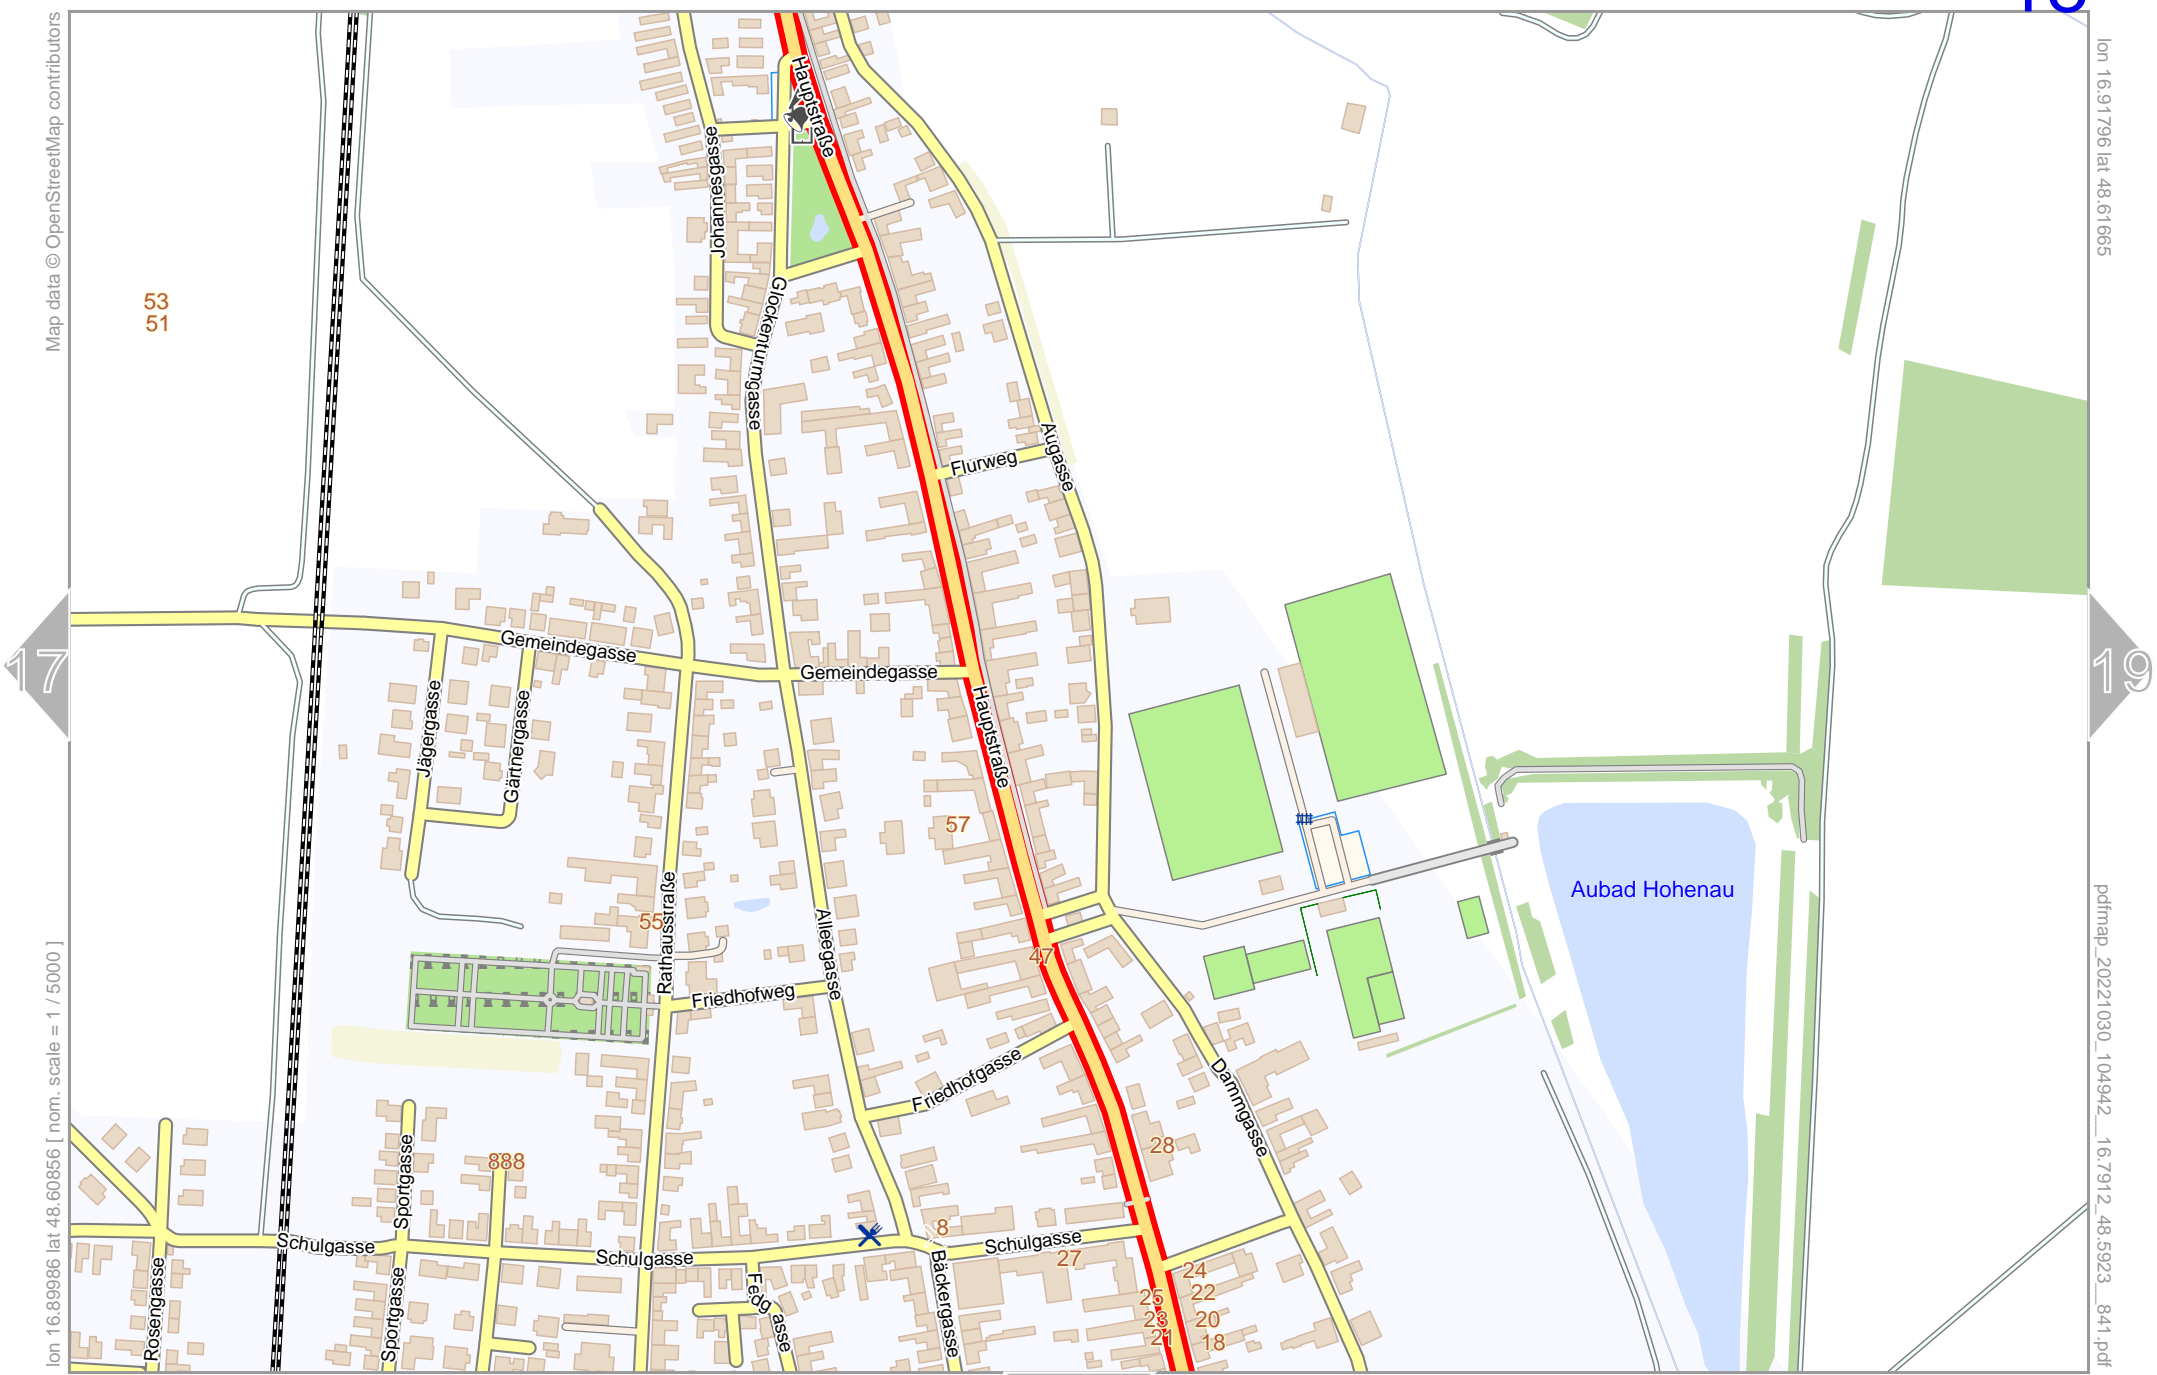 Map data © OpenStreetMap contributors
lon 16.91796 lat 48.61665
Hauptstraße
Johannesgasse
53
51
Glockenturmgasse
Augasse
Flurweg
Gemeindegasse
Gemeindegasse
17
19
Hauptstraße
Jägergasse
Gärtnergasse
57
Aubad Hohenau
55
Rathausstraße
Alleegasse
47
Friedhofweg
Friedhofgasse
Dammgasse
28
888
Sportgasse
8
Schulgasse
Schulgasse
Schulgasse
27
Bäckergasse
Fedgasse
Rosengasse
Sportgasse
24
25
22
23
20
21
18
lon 16.89986 lat 48.60856 [ nom. scale = 1 / 5000 ]
pdfmap_20221030_104942__16.7912_48.5923__841.pdf